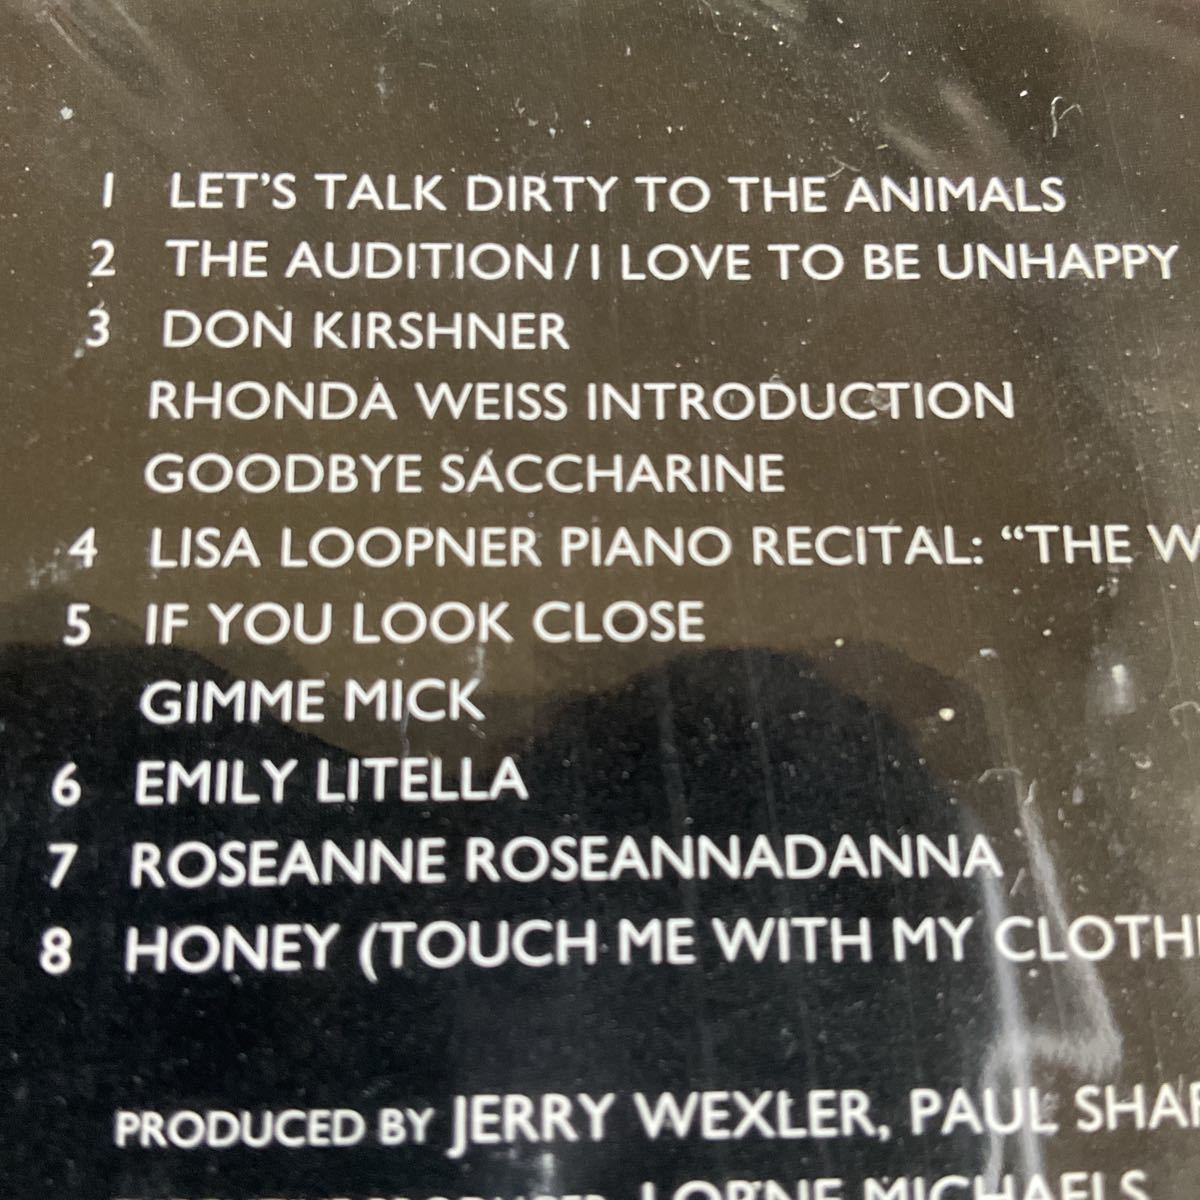 1 LET'S TALK DIRTY TO THE ANIMALS
2 THE AUDITION/I LOVE TO BE UNHAPPY
3 DON KIRSHNER
RHONDA WEISS INTRODUCTION
GOODBYE SACCHARINE
4 LISA LOOPNER PIANO RECITAL: "THE
5 IF YOU LOOK CLOSE
GIMME MICK
6 EMILY LITELLA
7 ROSEANNE ROSEANNADANNA
8 HONEY (TOUCH ME WITH MY
PRODUCED BY JERRY WEXLER, PAUL
LORNE MICHAELS